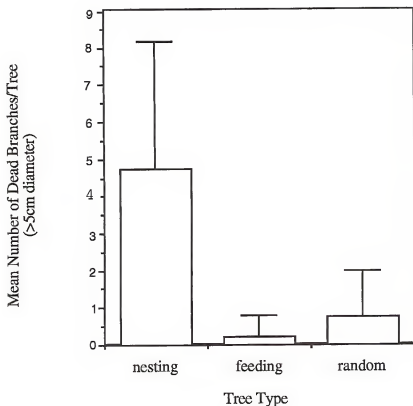 Mean Number of Dead Branches/Tree
(>5cm diameter)
9
8
7
6
5
4
3
2
1
0
nesting feeding random
Tree Type